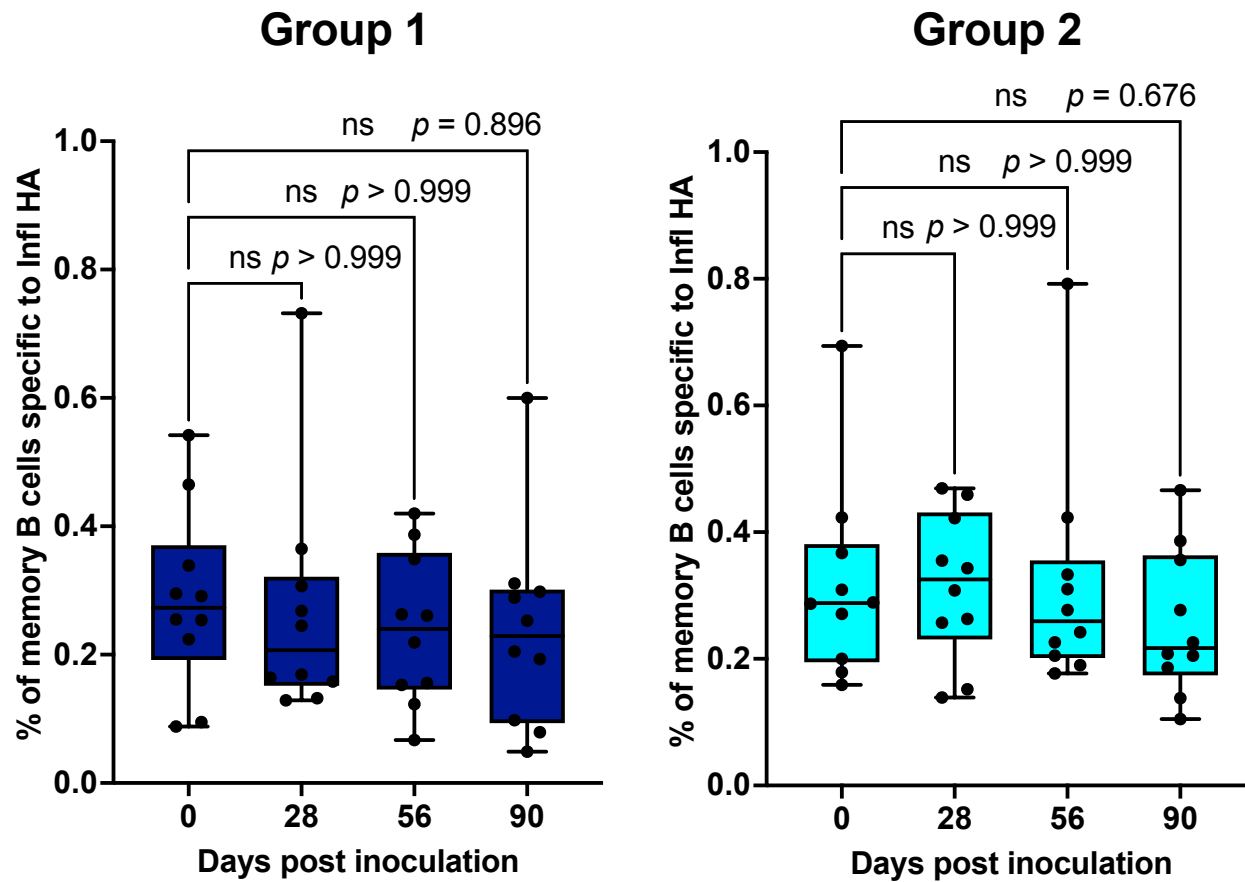 Group 1
ns p = 0.896
ns p > 0.999
ns p > 0.999
% of memory B cells specific to Infl HA
1.0
0.8
0.6
0.4
0.2
0.0
0 28 56 90
Days post inoculation
Group 2
ns p = 0.676
ns p > 0.999
ns p > 0.999
% of memory B cells specific to Infl HA
1.0
0.8
0.6
0.4
0.2
0.0
0 28 56 90
Days post inoculation